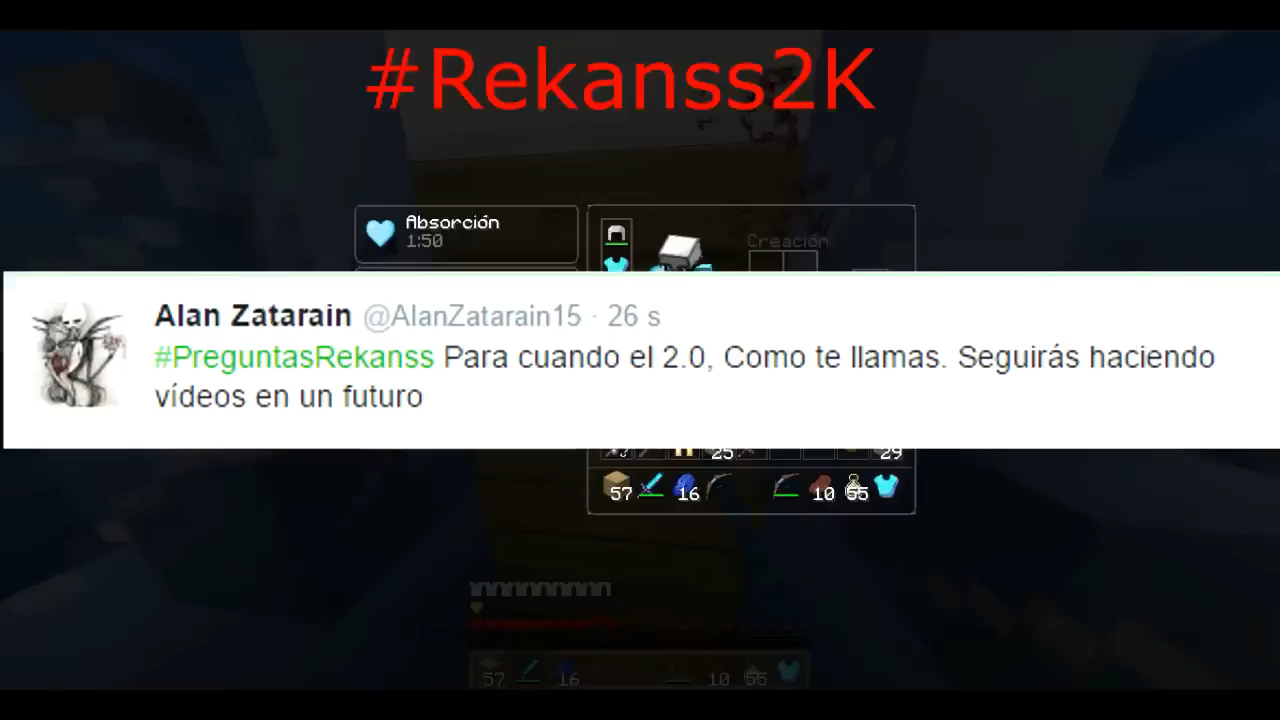 #Rekanss2K
Absorción
1:50
Creación
Alan Zatarain @AlanZatarain15 · 26 s
#PreguntasRekanss Para cuando el 2.0, Como te llamas. Seguirás haciendo
vídeos en un futuro
25 29
57 16 10 55
57 16 10 55